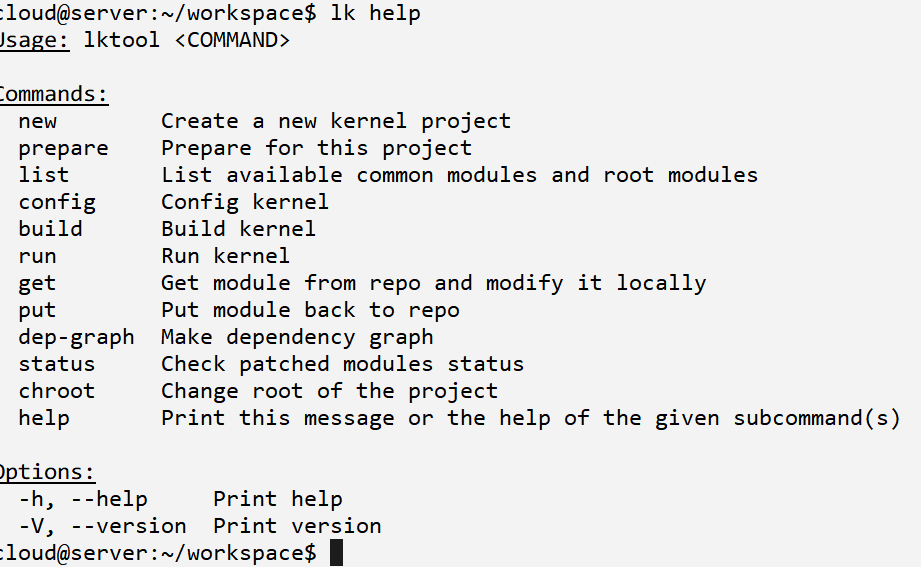 cloud@server:~/workspace$ lk help
Usage: lktool <COMMAND>
Commands:
new Create a new kernel project
prepare Prepare for this project
list List available common modules and root modules
config Config kernel
build Build kernel
run Run kernel
get Get module from repo and modify it locally
put Put module back to repo
dep-graph Make dependency graph
status Check patched modules status
chroot Change root of the project
help Print this message or the help of the given subcommand(s)
Options:
-h, --help Print help
-V, --version Print version
cloud@server:~/workspace$